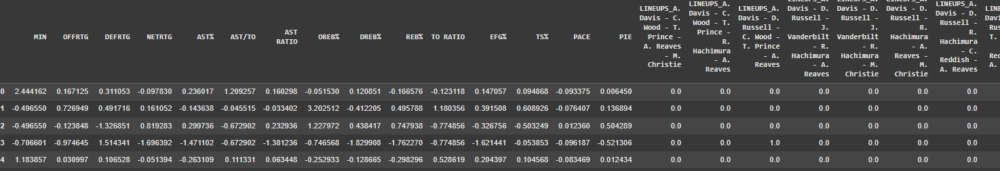 MIN
OFFRTG
DEFRTG
NETRTG
AST%
AST/TO
AST
RATIO
OREB%
DREB%
REB%
TO RATIO
EFG%
TS%
PACE
PIE
LINEUPS_A.
Davis - C.
Wood - T.
Prince -
A. Reaves
- M.
Christie
LINEUPS_A.
Davis - C.
Wood - T.
Prince -
R.
Hachimura
- A.
Reaves
LINEUPS_A.
Davis - D.
Russell -
C. Wood -
T. Prince
- A.
Reaves
LINEUPS_A.
Davis - D.
Russell -
J.
Vanderbilt
- R.
Hachimura
- A.
Reaves
LINEUPS_A.
Davis - D.
Russell -
J.
Vanderbilt
- R.
Hachimura
- M.
Christie
LINEUPS_A.
Davis - D.
Russell -
R.
Hachimura
- A.
Reaves -
M.
Christie
LINEUPS_A.
Davis - D.
Russell -
R.
Hachimura
- C.
Reddish -
A. Reaves
0 2.444162 0.167125 0.311053 -0.097830 0.236017 1.209257 0.160298 -0.051530 0.120851 -0.166576 -0.123118 0.147057 0.094868 -0.093375 0.006450 0.0 0.0 0.0 0.0 0.0 0.0 0.0
1 -0.496550 0.726949 0.491716 0.161052 -0.143638 -0.045515 -0.033402 3.202512 -0.412205 0.495788 1.180356 0.391508 0.608926 -0.076407 0.136894 0.0 0.0 0.0 0.0 0.0 0.0 0.0
2 -0.496550 -0.123848 -1.326851 0.819283 0.299736 -0.672902 0.232936 1.227972 0.438417 0.747938 -0.774856 -0.326756 -0.503249 0.012360 0.504289 0.0 0.0 0.0 0.0 0.0 0.0 0.0
3 -0.706601 -0.974645 1.514341 -1.696392 -1.471102 -0.672902 -1.381236 -0.746568 -1.829908 -1.762270 -0.774856 -1.621441 -0.053853 -0.096187 -0.521306 0.0 0.0 1.0 0.0 0.0 0.0 0.0
4 1.183857 0.030997 0.106528 -0.051394 -0.263109 0.111331 0.063448 -0.252933 -0.128665 -0.298296 0.528619 0.204397 0.104568 -0.083469 0.012434 0.0 0.0 0.0 0.0 0.0 0.0 0.0